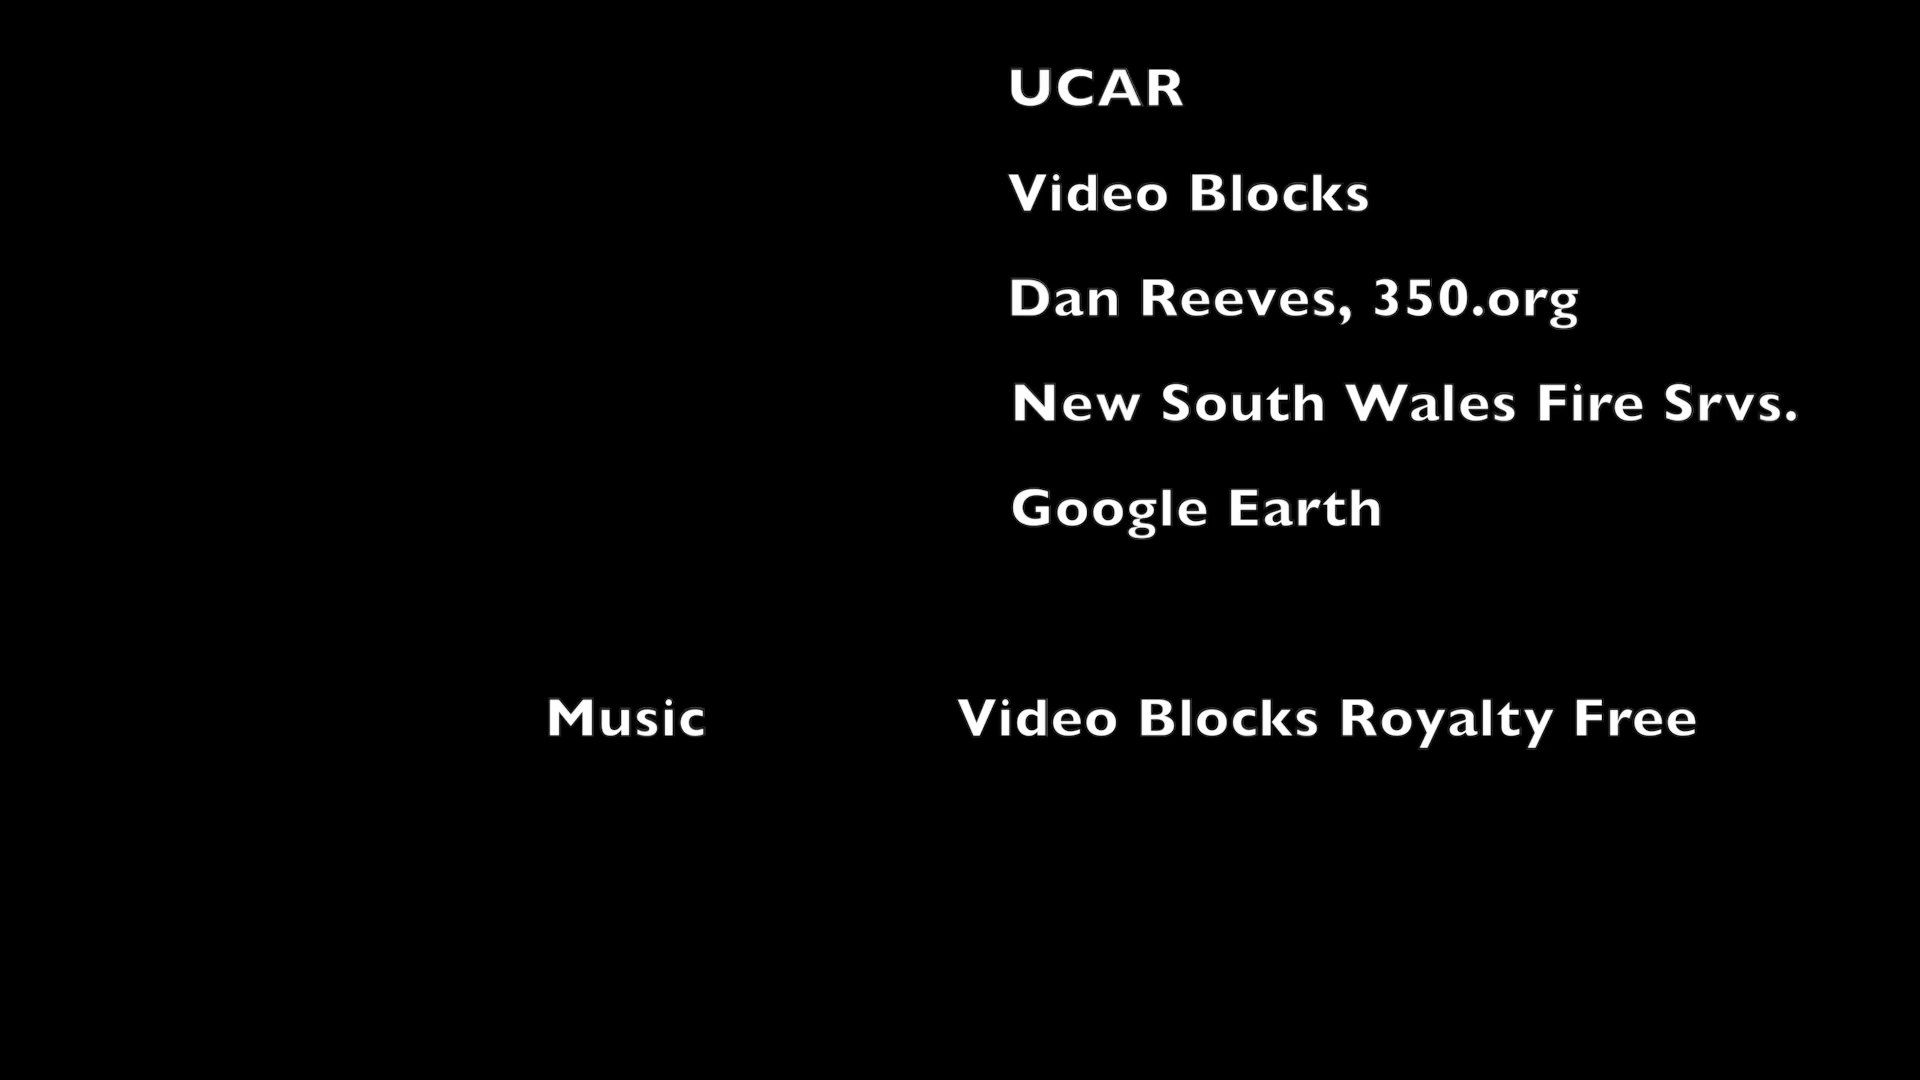 UCAR
Video Blocks
Dan Reeves, 350.org
New South Wales Fire Srvs.
Google Earth
Music Video Blocks Royalty Free